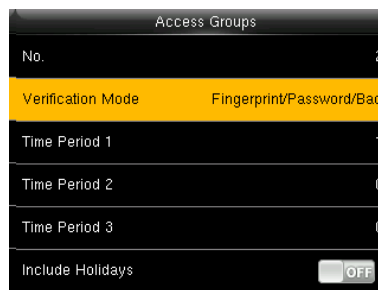 Access Groups
No.
Verification Mode Fingerprint/Password/Bad
Time Period 1
Time Period 2
Time Period 3
Include Holidays OFF